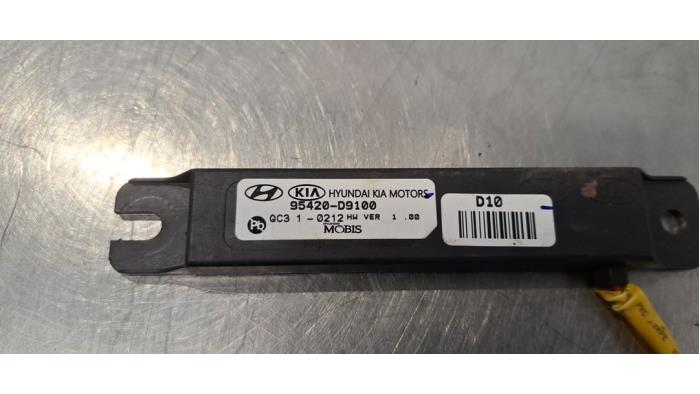 KIA HYUNDAI KIA MOTORS
95420-D9100
Pb QC3 1-0212 HW VER 1.00
MOBIS
D10